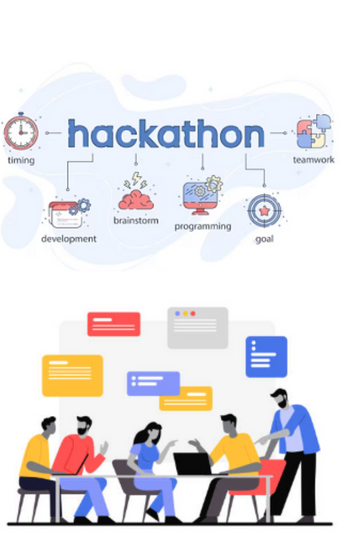 hackathon
timing
teamwork
development
brainstorm
programming
goal